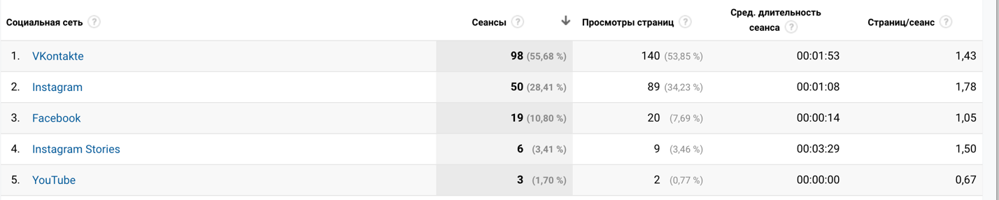 Социальная сеть ? Сеансы ? ↓ Просмотры страниц ? Сред. длительность сеанса ? Страниц/сеанс ?
1. VKontakte 98 (55,68 %) 140 (53,85 %) 00:01:53 1,43
2. Instagram 50 (28,41 %) 89 (34,23 %) 00:01:08 1,78
3. Facebook 19 (10,80 %) 20 (7,69 %) 00:00:14 1,05
4. Instagram Stories 6 (3,41 %) 9 (3,46 %) 00:03:29 1,50
5. YouTube 3 (1,70 %) 2 (0,77 %) 00:00:00 0,67